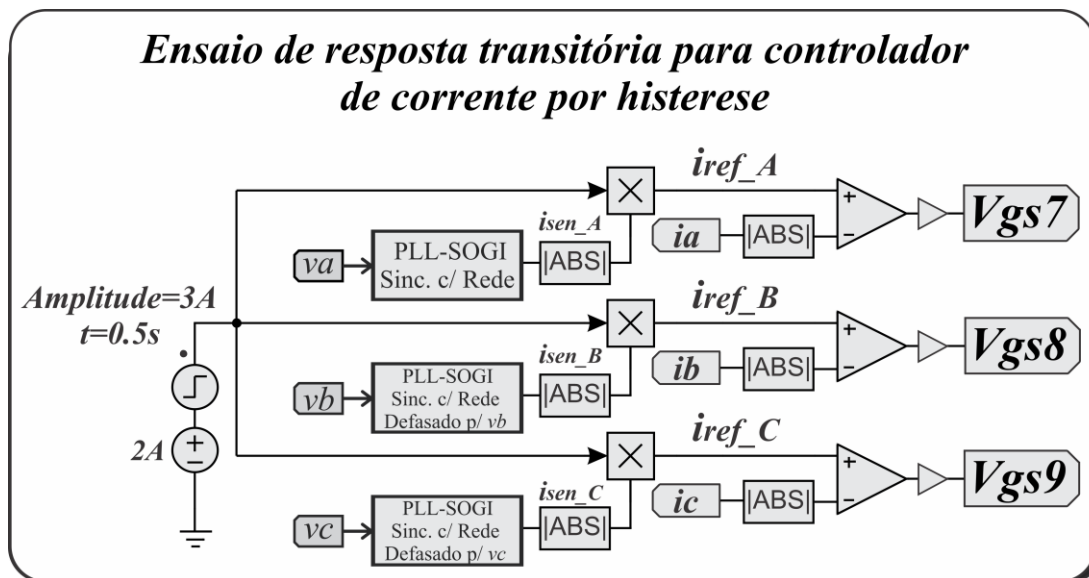 Ensaio de resposta transitória para controlador
de corrente por histerese
iref_A
+
−
Vgs7
isen_A
ia
|ABS|
va
PLL-SOGI
Sinc. c/ Rede
|ABS|
Amplitude=3A
t=0.5s
iref_B
+
−
Vgs8
isen_B
ib
|ABS|
vb
PLL-SOGI
Sinc. c/ Rede
Defasado p/ vb
|ABS|
2A
+
−
iref_C
+
−
Vgs9
isen_C
ic
|ABS|
vc
PLL-SOGI
Sinc. c/ Rede
Defasado p/ vc
|ABS|